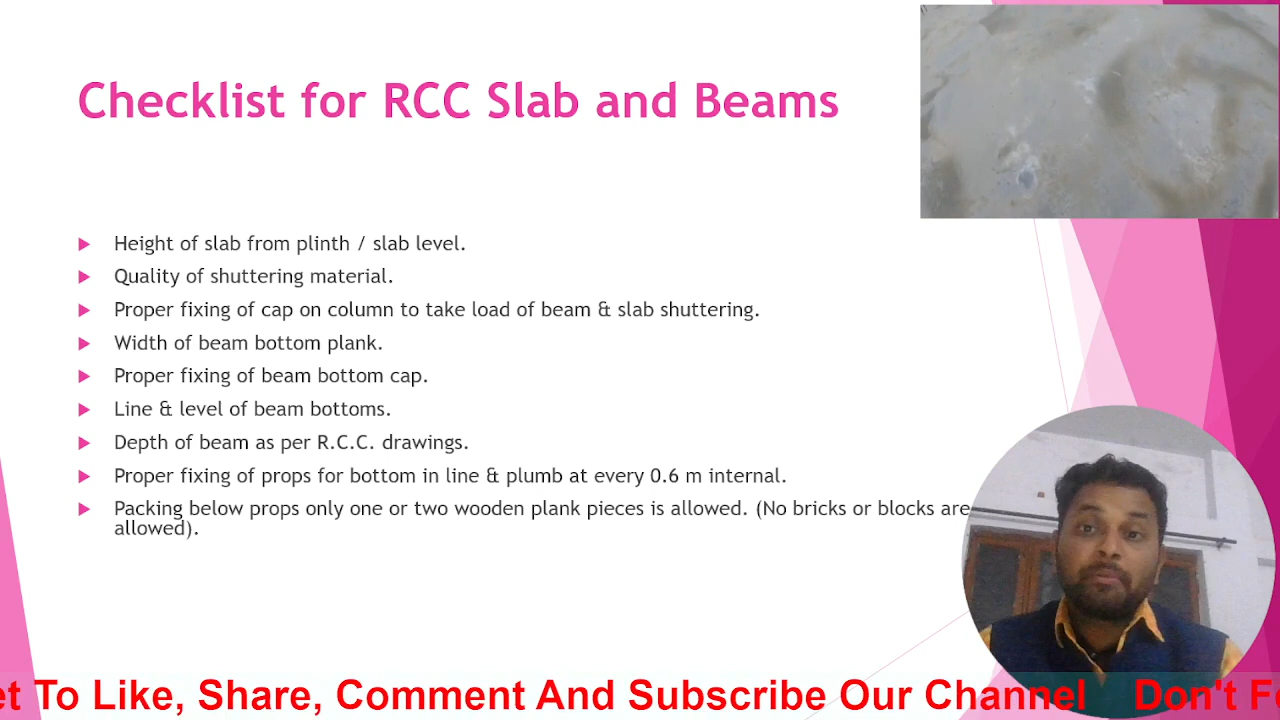 Checklist for RCC Slab and Beams
Height of slab from plinth / slab level.
Quality of shuttering material.
Proper fixing of cap on column to take load of beam & slab shuttering.
Width of beam bottom plank.
Proper fixing of beam bottom cap.
Line & level of beam bottoms.
Depth of beam as per R.C.C. drawings.
Proper fixing of props for bottom in line & plumb at every 0.6 m internal.
Packing below props only one or two wooden plank pieces is allowed. (No bricks or blocks are
allowed).
et To Like, Share, Comment And Subscribe Our Channel Don't Fo